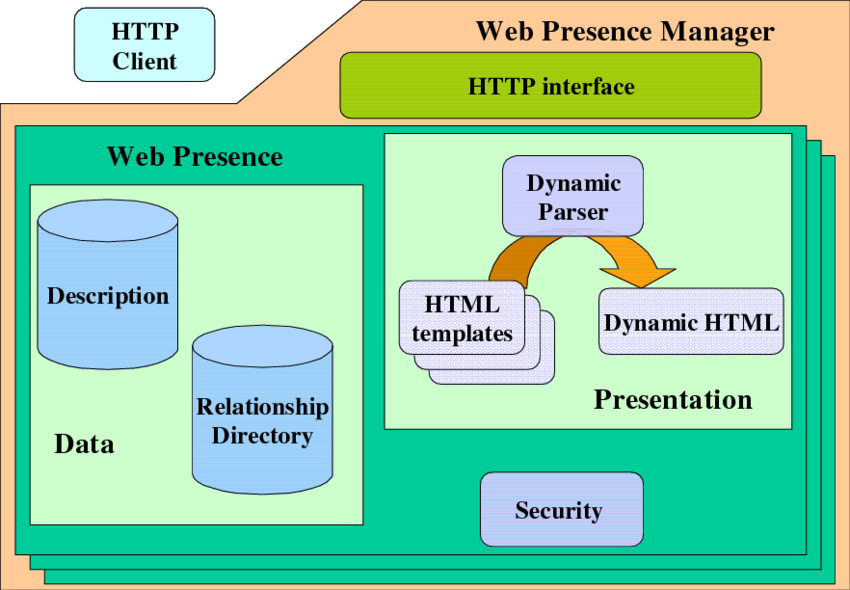 HTTP
Client
Web Presence Manager
HTTP interface
Web Presence
Dynamic
Parser
Description
HTML
templates
Dynamic HTML
Relationship
Directory
Presentation
Data
Security